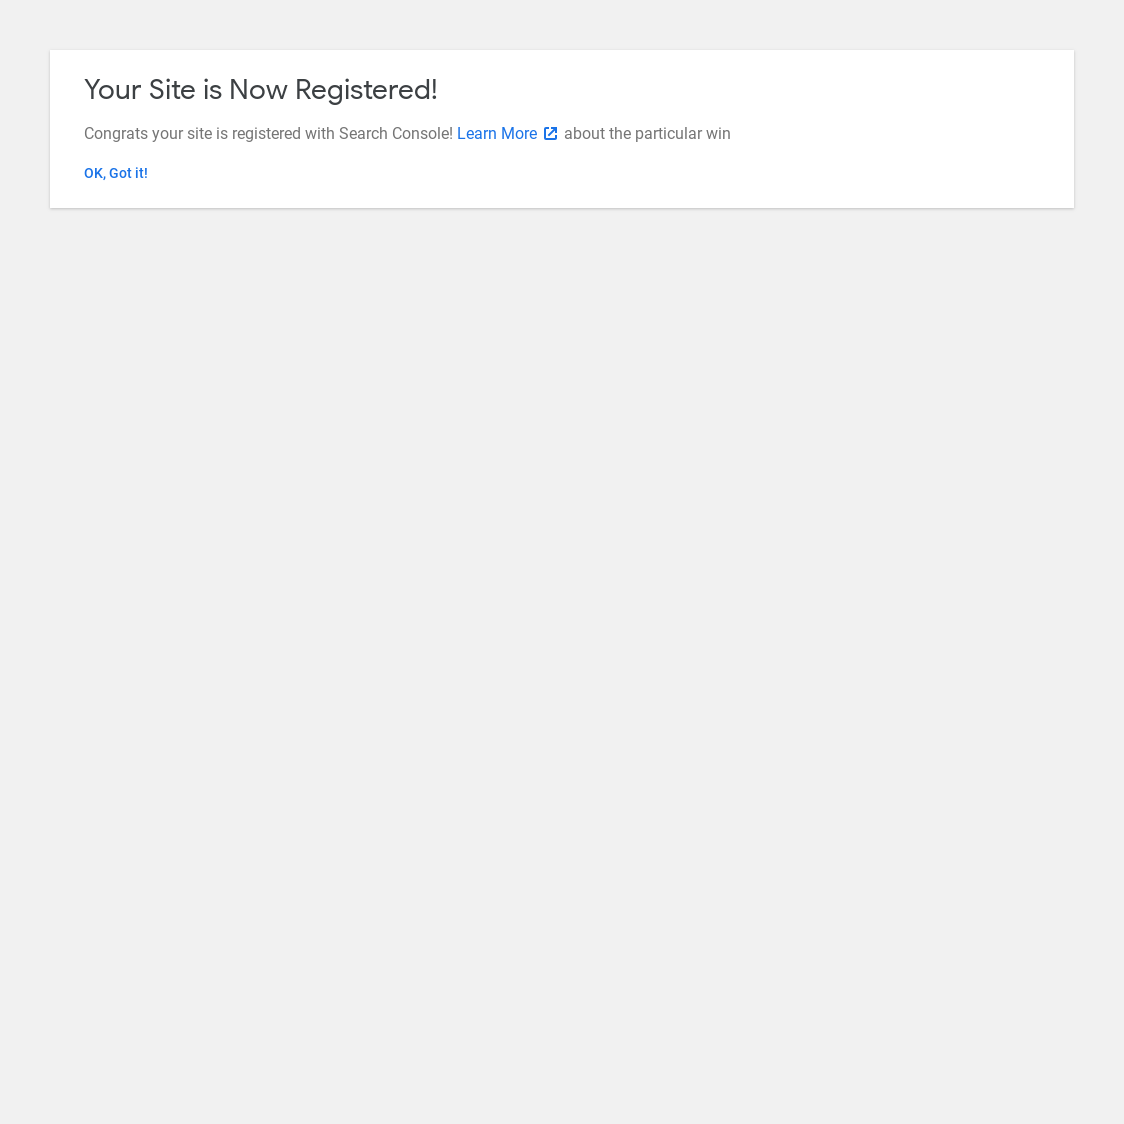 Your Site is Now Registered!
Congrats your site is registered with Search Console! Learn More about the particular win
OK, Got it!